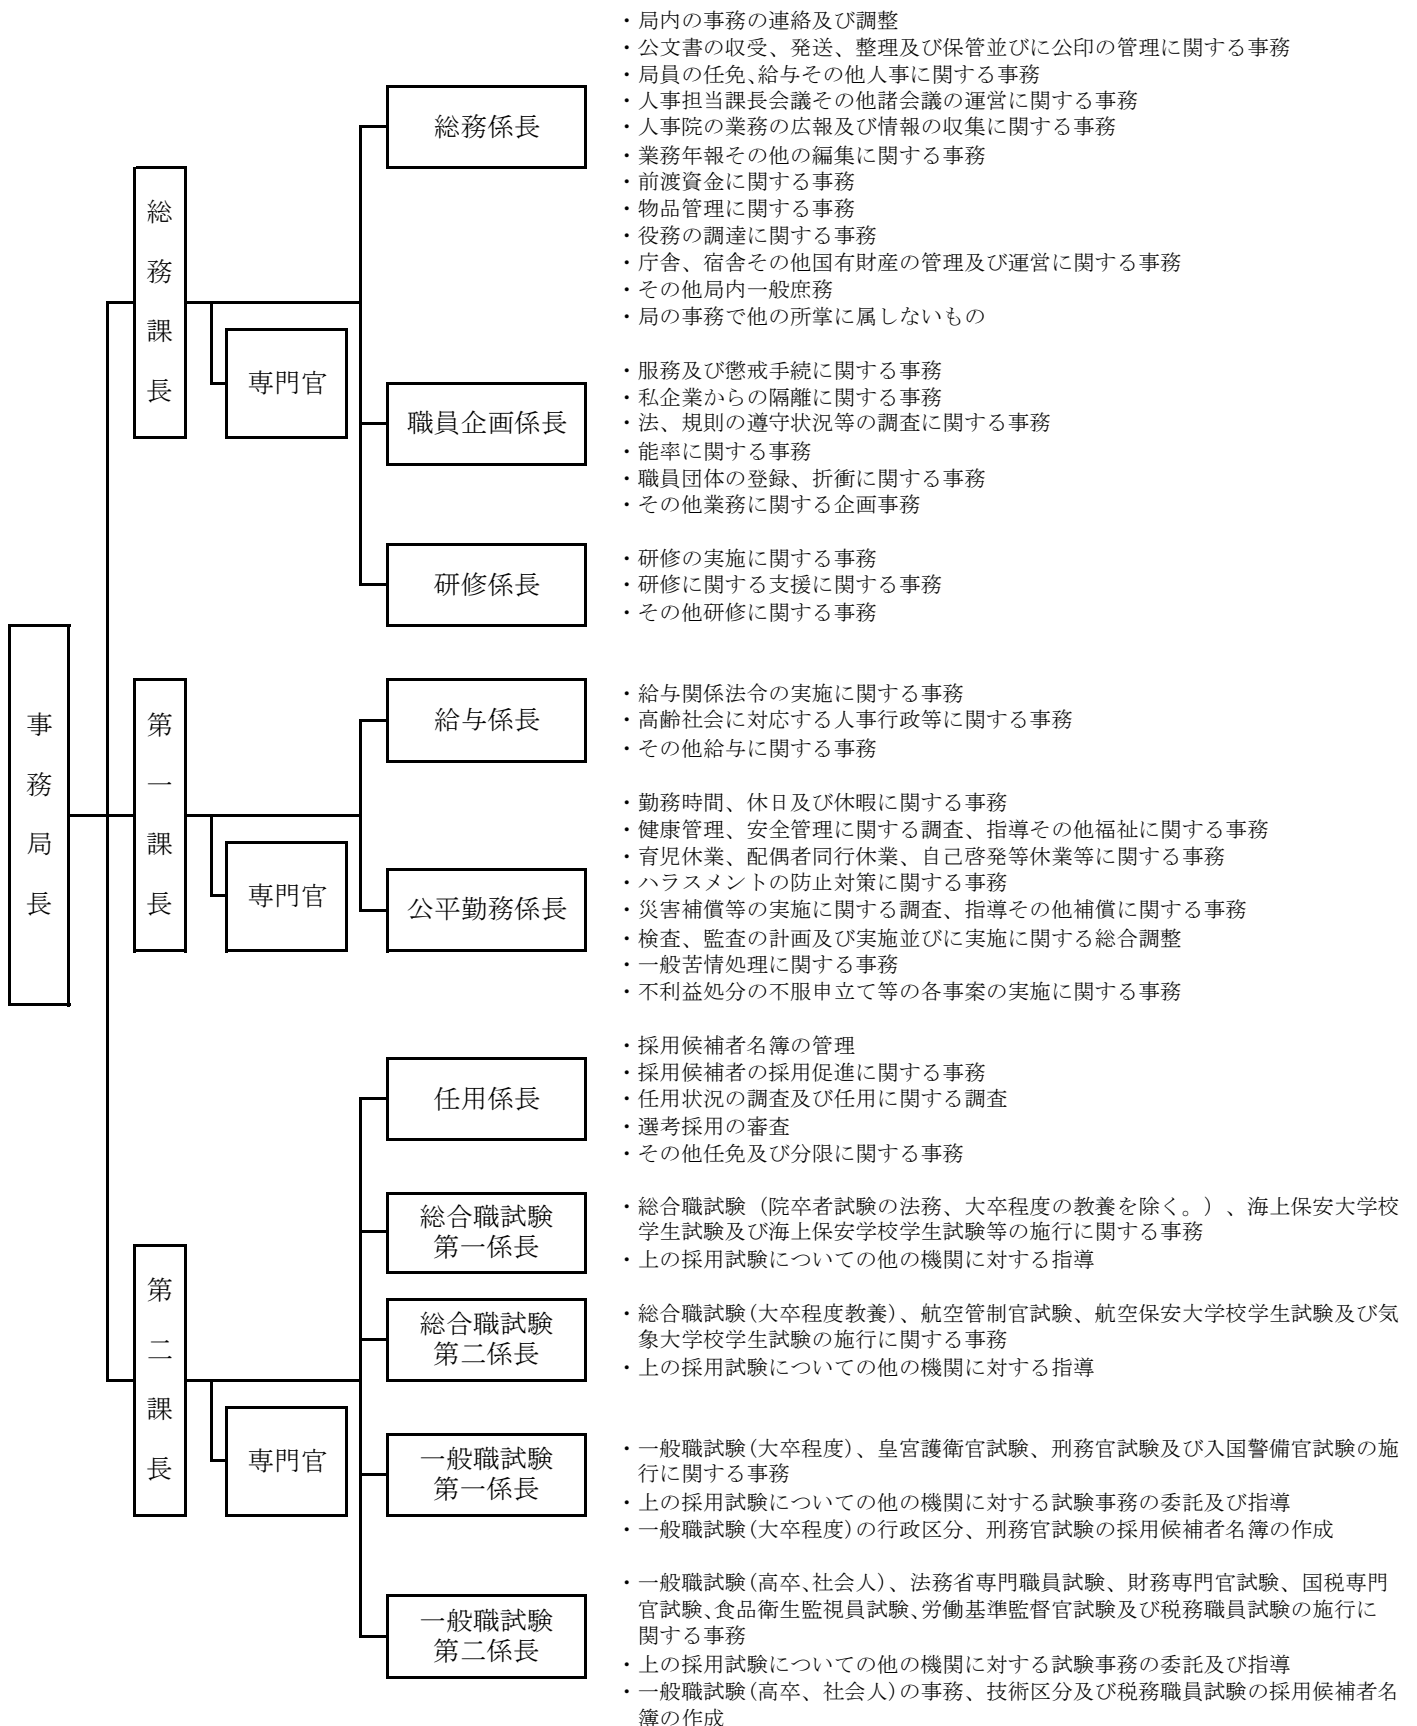 事務局長
総務課長
専門官
総務係長
・局内の事務の連絡及び調整
・公文書の収受、発送、整理及び保管並びに公印の管理に関する事務
・局員の任免、給与その他人事に関する事務
・人事担当課長会議その他諸会議の運営に関する事務
・人事院の業務の広報及び情報の収集に関する事務
・業務年報その他の編集に関する事務
・前渡資金に関する事務
・物品管理に関する事務
・役務の調達に関する事務
・庁舎、宿舎その他国有財産の管理及び運営に関する事務
・その他局内一般庶務
・局の事務で他の所掌に属しないもの
職員企画係長
・服務及び懲戒手続に関する事務
・私企業からの隔離に関する事務
・法、規則の遵守状況等の調査に関する事務
・能率に関する事務
・職員団体の登録、折衝に関する事務
・その他業務に関する企画事務
研修係長
・研修の実施に関する事務
・研修に関する支援に関する事務
・その他研修に関する事務
第一課長
専門官
給与係長
・給与関係法令の実施に関する事務
・高齢社会に対応する人事行政等に関する事務
・その他給与に関する事務
公平勤務係長
・勤務時間、休日及び休暇に関する事務
・健康管理、安全管理に関する調査、指導その他福祉に関する事務
・育児休業、配偶者同行休業、自己啓発等休業等に関する事務
・ハラスメントの防止対策に関する事務
・災害補償等の実施に関する調査、指導その他補償に関する事務
・検査、監査の計画及び実施並びに実施に関する総合調整
・一般苦情処理に関する事務
・不利益処分の不服申立て等の各事案の実施に関する事務
第二課長
専門官
任用係長
・採用候補者名簿の管理
・採用候補者の採用促進に関する事務
・任用状況の調査及び任用に関する調査
・選考採用の審査
・その他任免及び分限に関する事務
総合職試験
第一係長
・総合職試験（院卒者試験の法務、大卒程度の教養を除く。）、海上保安大学校
学生試験及び海上保安学校学生試験等の施行に関する事務
・上の採用試験についての他の機関に対する指導
総合職試験
第二係長
・総合職試験(大卒程度教養)、航空管制官試験、航空保安大学校学生試験及び気
象大学校学生試験の施行に関する事務
・上の採用試験についての他の機関に対する指導
一般職試験
第一係長
・一般職試験(大卒程度)、皇宮護衛官試験、刑務官試験及び入国警備官試験の施
行に関する事務
・上の採用試験についての他の機関に対する試験事務の委託及び指導
・一般職試験(大卒程度)の行政区分、刑務官試験の採用候補者名簿の作成
一般職試験
第二係長
・一般職試験(高卒、社会人)、法務省専門職員試験、財務専門官試験、国税専門
官試験、食品衛生監視員試験、労働基準監督官試験及び税務職員試験の施行に
関する事務
・上の採用試験についての他の機関に対する試験事務の委託及び指導
・一般職試験(高卒、社会人)の事務、技術区分及び税務職員試験の採用候補者名
簿の作成